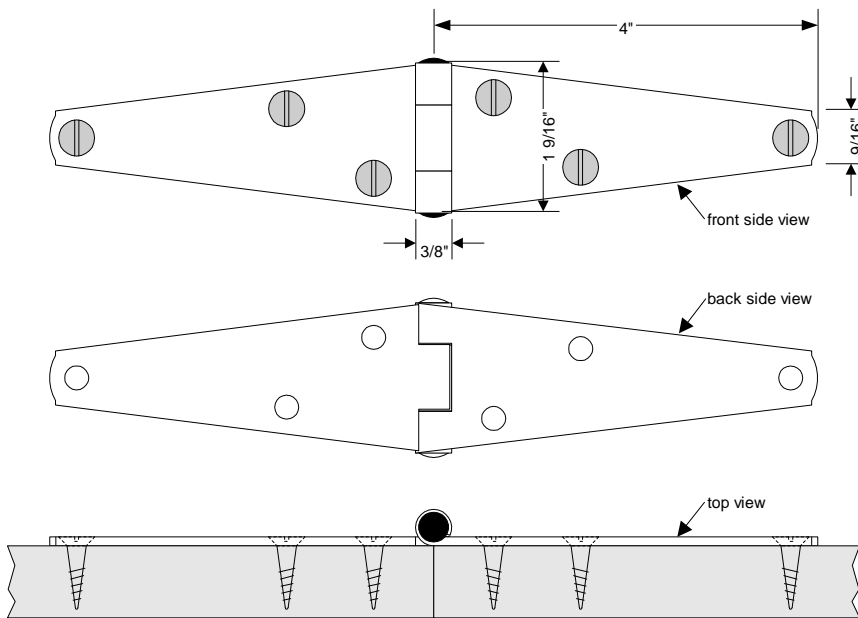 4"
1 9/16"
9/16"
front side view
3/8"
back side view
top view